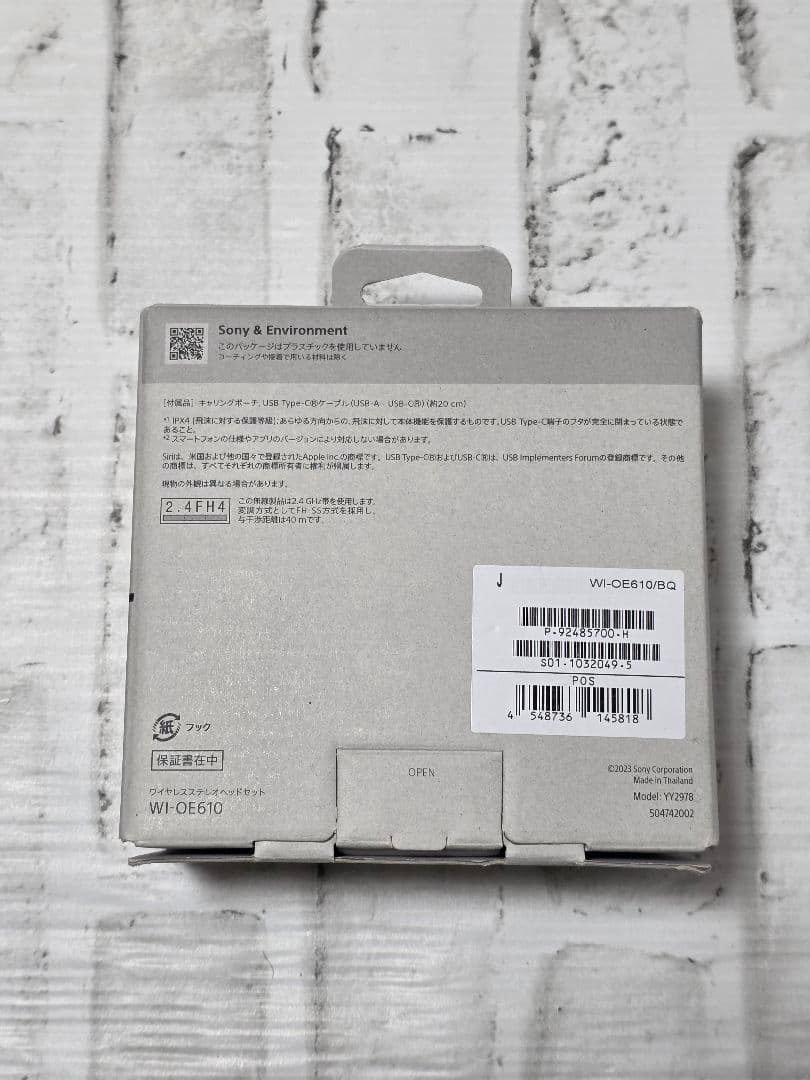 Sony & Environment
このパッケージはプラスチックを使用していません
コーティングや接着で用いる材料は除く
[付属品] キャリングポーチ, USB Type-C®ケーブル (USB-A - USB-C®) (約20 cm)
*1 IPX4 (飛沫に対する保護等級): あらゆる方向からの, 飛沫に対して本体機能を保護するものです。USB Type-C端子のフタが完全に閉まっている状態で
あること。
*2 スマートフォンの仕様やアプリのバージョンにより対応しない場合があります。
Siriは、米国および他の国々で登録されたApple Inc.の商標です。USB Type-C®およびUSB-C®は、USB Implementers Forumの登録商標です。その他
の商標は、すべてそれぞれの商標所有者に権利が帰属します。
現物の外観は異なる場合があります。
2.4FH4
この無線製品は2.4 GHz帯を使用します。
変調方式としてFH-SS方式を採用し、
与干渉距離は40 mです。
J
WI-OE610/BQ
P-92485700-H
S01-1032049-5
POS
4 548736 145818
紙 フック
保証書在中
OPEN
ワイヤレスステレオヘッドセット
WI-OE610
©2023 Sony Corporation
Made in Thailand
Model: YY2978
504742002